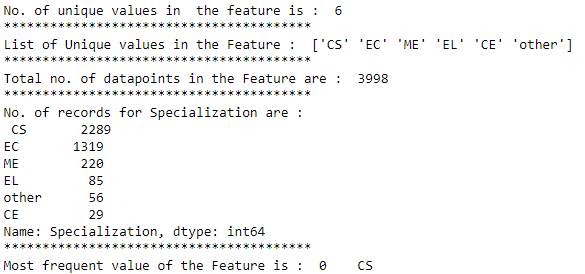 No. of unique values in  the feature is :  6
***************************************
List of Unique values in the Feature :  ['CS' 'EC' 'ME' 'EL' 'CE' 'other']
***************************************
Total no. of datapoints in the Feature are :  3998
***************************************
No. of records for Specialization are :
 CS       2289
EC       1319
ME        220
EL         85
other      56
CE         29
Name: Specialization, dtype: int64
***************************************
Most frequent value of the Feature is :  0    CS